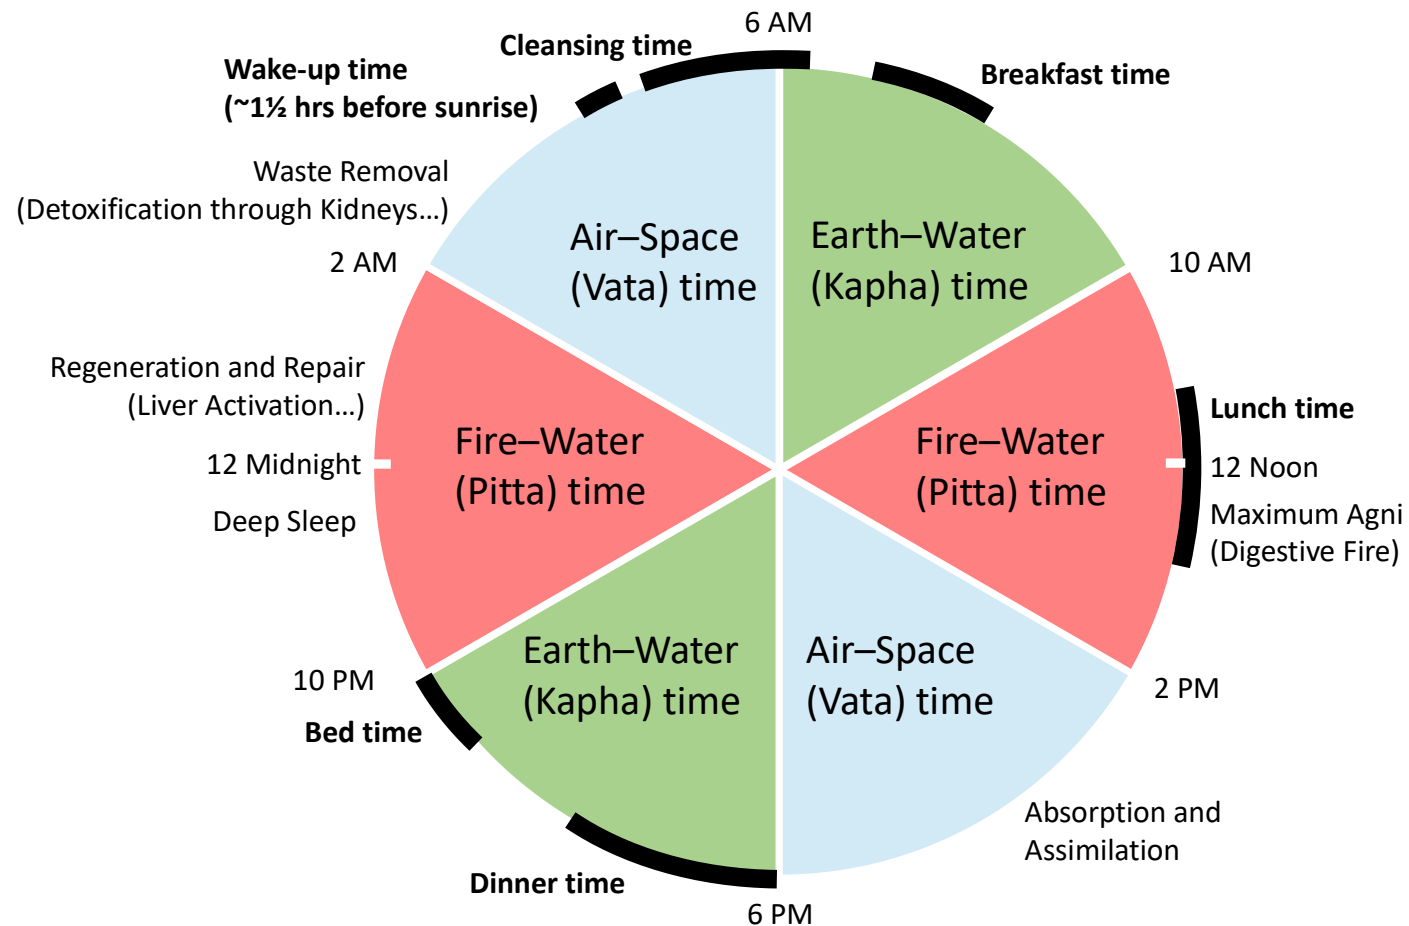 6 AM
Cleansing time
Wake-up time
(~1½ hrs before sunrise)
Breakfast time
Waste Removal
(Detoxification through Kidneys…)
2 AM
Air–Space
(Vata) time
Earth–Water
(Kapha) time
10 AM
Regeneration and Repair
(Liver Activation…)
12 Midnight
Deep Sleep
Fire–Water
(Pitta) time
Fire–Water
(Pitta) time
Lunch time
12 Noon
Maximum Agni
(Digestive Fire)
10 PM
Bed time
Earth–Water
(Kapha) time
Air–Space
(Vata) time
2 PM
Absorption and
Assimilation
Dinner time
6 PM